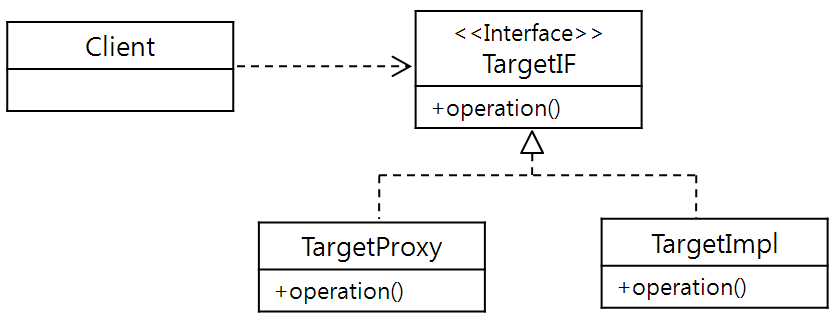 Client
<<Interface>>
TargetIF
+operation()
TargetProxy
+operation()
TargetImpl
+operation()